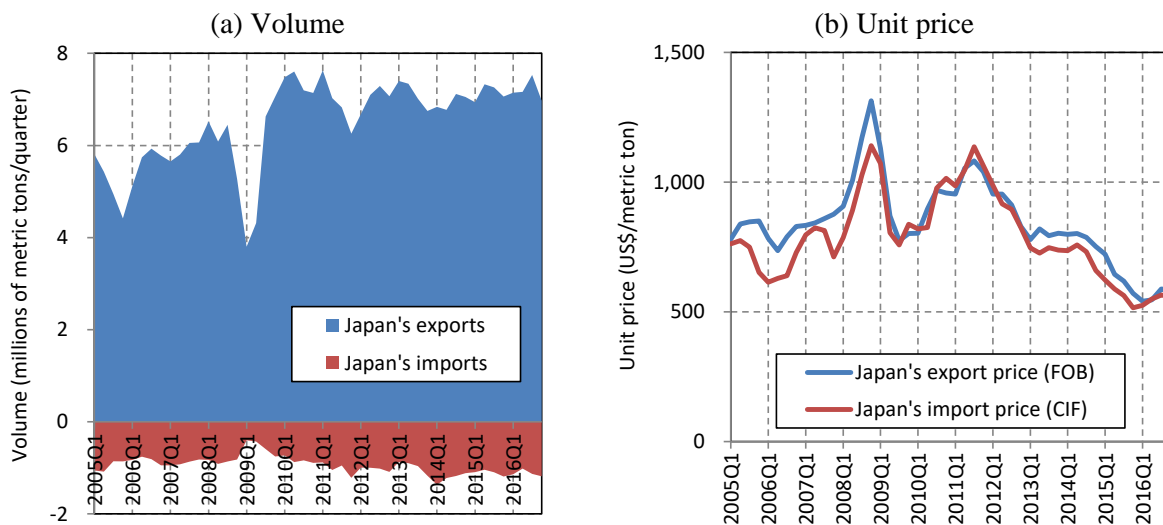 (a) Volume
8
6
4
2
0
-2
Volume (millions of metric tons/quarter)
Japan's exports
Japan's imports
2005Q1
2006Q1
2007Q1
2008Q1
2009Q1
2010Q1
2011Q1
2012Q1
2013Q1
2014Q1
2015Q1
2016Q1
(b) Unit price
1,500
1,000
500
0
Unit price (US$/metric ton)
Japan's export price (FOB)
Japan's import price (CIF)
2005Q1
2006Q1
2007Q1
2008Q1
2009Q1
2010Q1
2011Q1
2012Q1
2013Q1
2014Q1
2015Q1
2016Q1